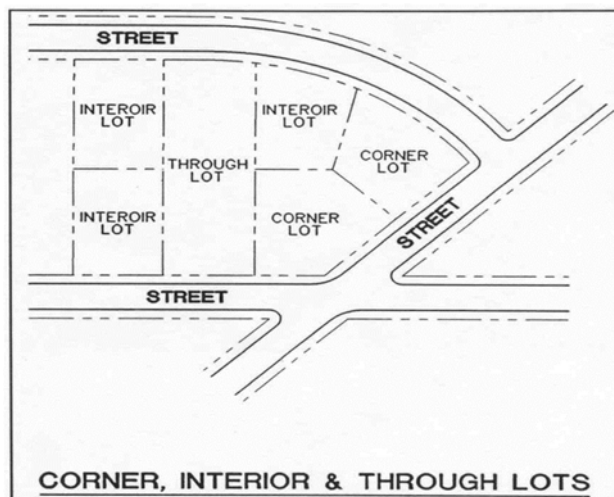 STREET
INTEROIR
LOT
INTEROIR
LOT
THROUGH
LOT
CORNER
LOT
INTEROIR
LOT
CORNER
LOT
STREET
STREET
CORNER, INTERIOR & THROUGH LOTS